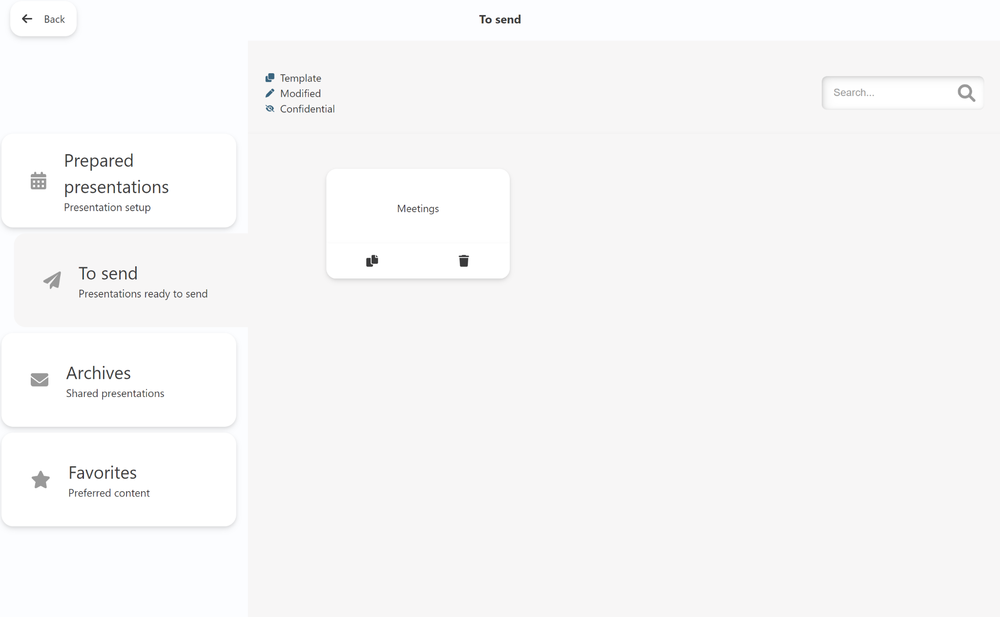 Back
To send
Template
Modified
Confidential
Search...
Prepared
presentations
Presentation setup
To send
Presentations ready to send
Archives
Shared presentations
Favorites
Preferred content
Meetings